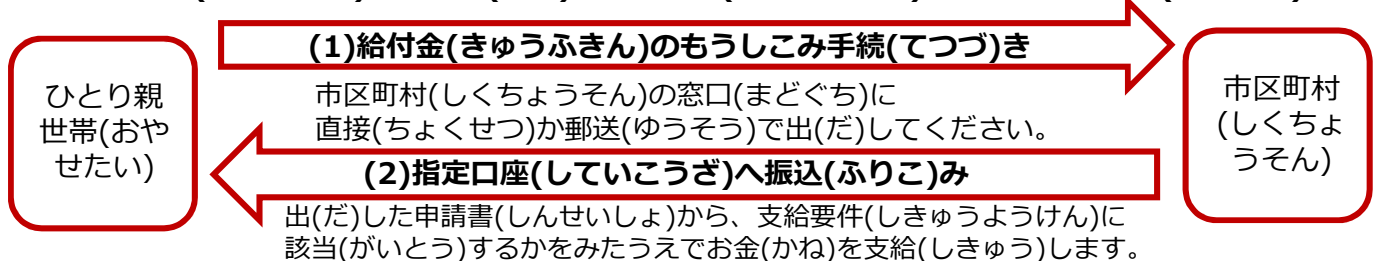 (1)給付金(きゅうふきん)のもうしこみ手続(てつづ)き
ひとり親
世帯(おや
せたい)
市区町村(しくちょうそん)の窓口(まどぐち)に
直接(ちょくせつ)か郵送(ゆうそう)で出(だ)してください。
市区町村
(しくちょ
うそん)
(2)指定口座(していこうざ)へ振込(ふりこ)み
出(だ)した申請書(しんせいしょ)から、支給要件(しきゅうようけん)に
該当(がいとう)するかをみたうえでお金(かね)を支給(しきゅう)します。